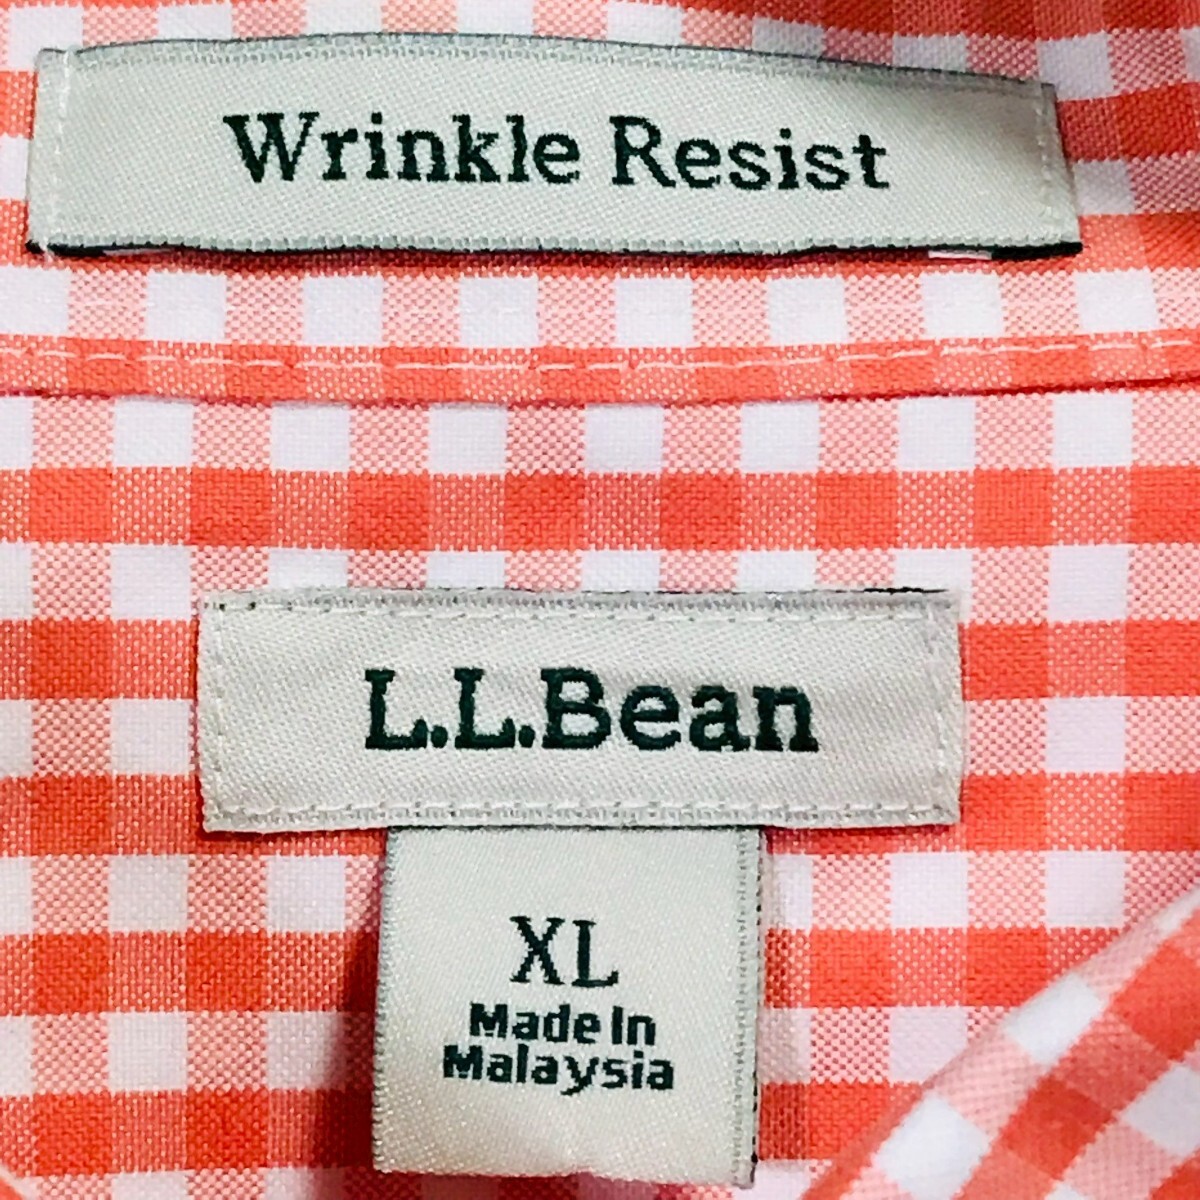 Wrinkle Resist
L.L.Bean
XL
Made In
Malaysia